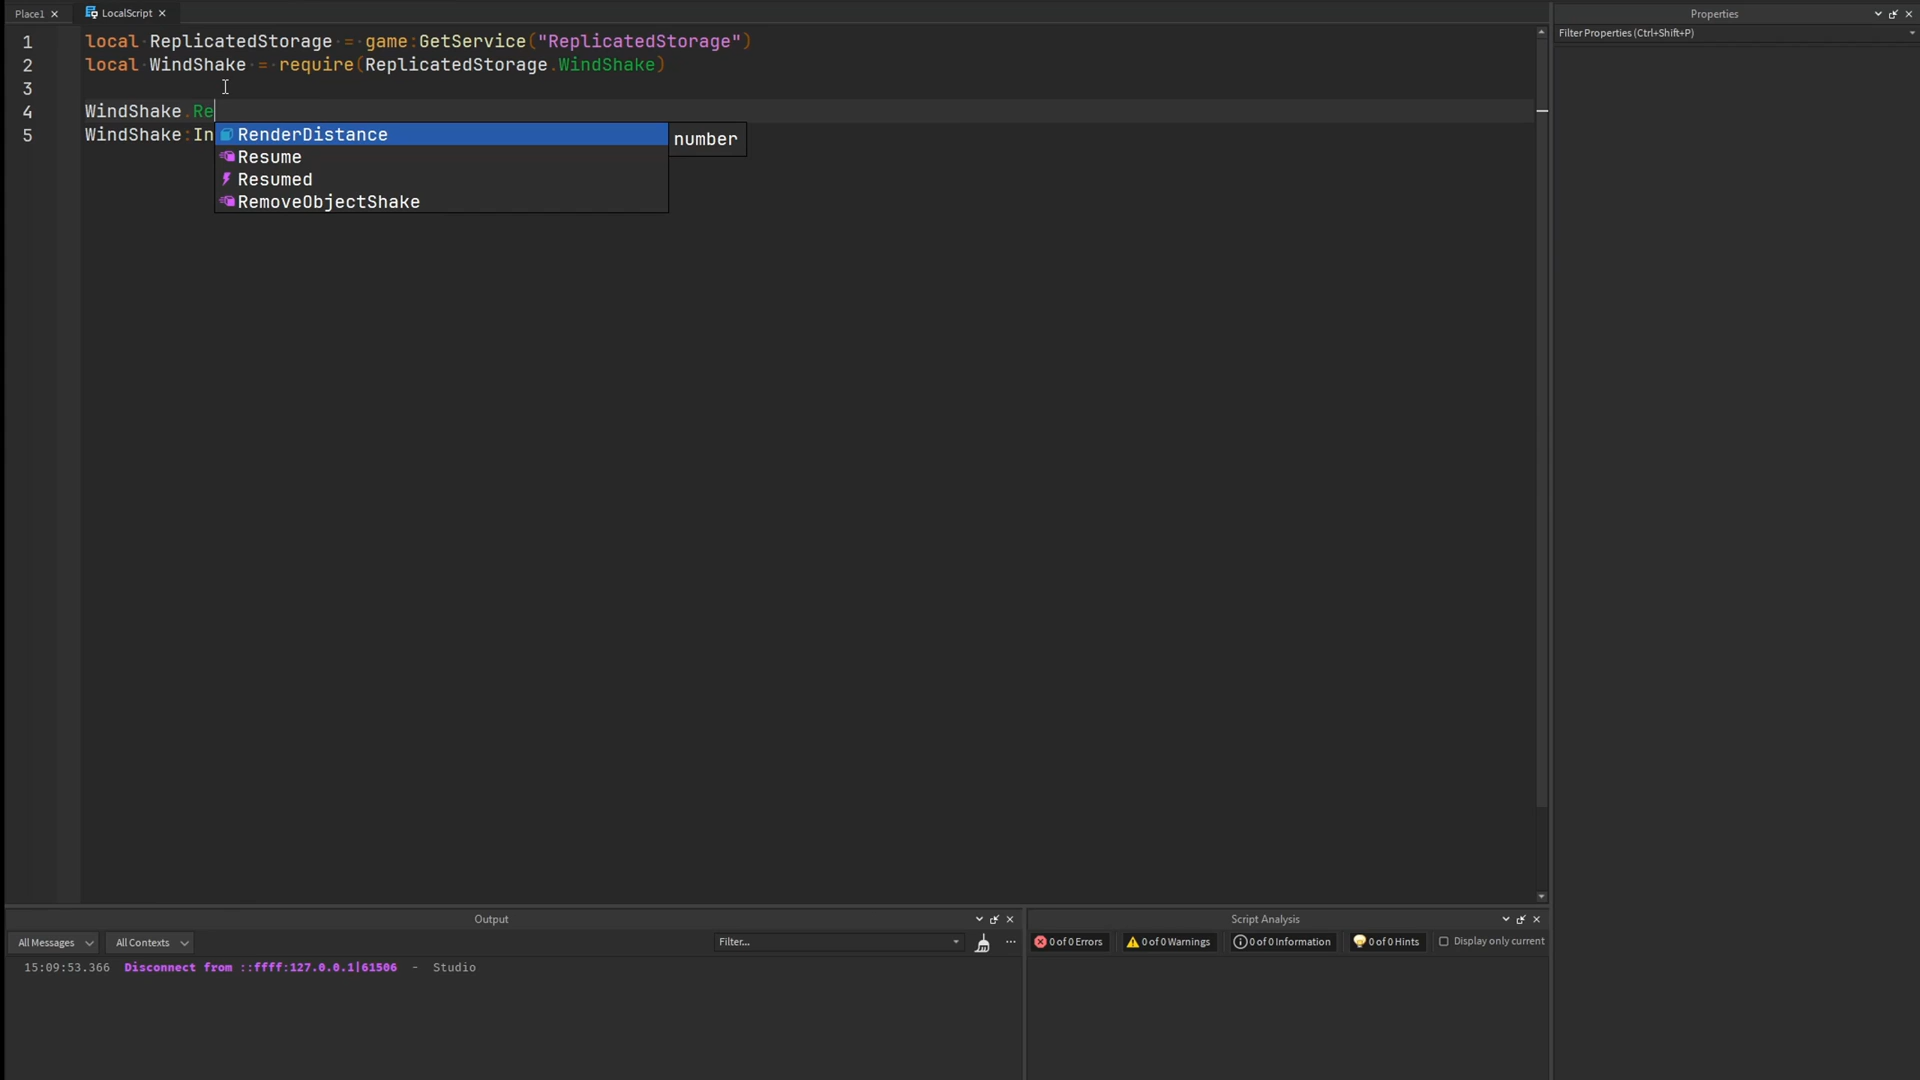 Place1
LocalScript
Properties
Filter Properties (Ctrl+Shift+P)
1 local ReplicatedStorage = game:GetService("ReplicatedStorage")
2 local WindShake = require(ReplicatedStorage.WindShake)
3
4 WindShake.Re
5 WindShake:In
RenderDistance
number
Resume
Resumed
RemoveObjectShake
Output
All Messages
All Contexts
Filter...
15:09:53.366 Disconnect from ::ffff:127.0.0.1|61506 - Studio
Script Analysis
0 of 0 Errors
0 of 0 Warnings
0 of 0 Information
0 of 0 Hints
Display only current